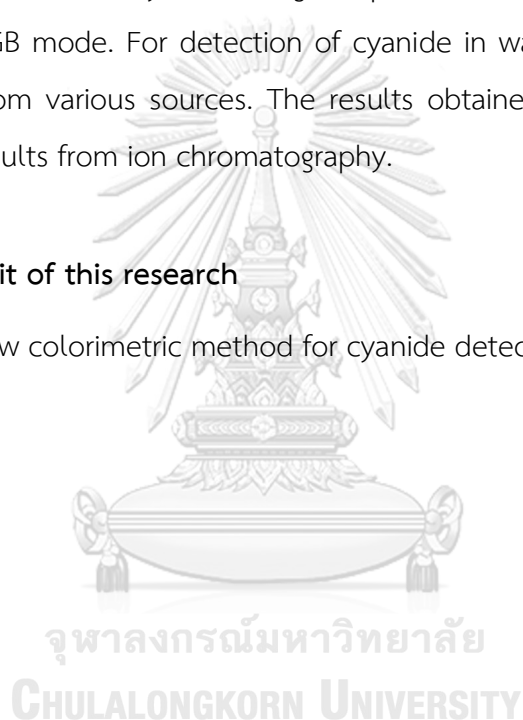 GB mode. For detection of cyanide in wa
om various sources. The results obtaine
ults from ion chromatography.
it of this research
w colorimetric method for cyanide detec
จุฬาลงกรณ์มหาวิทยาลัย
CHULALONGKORN UNIVERSITY